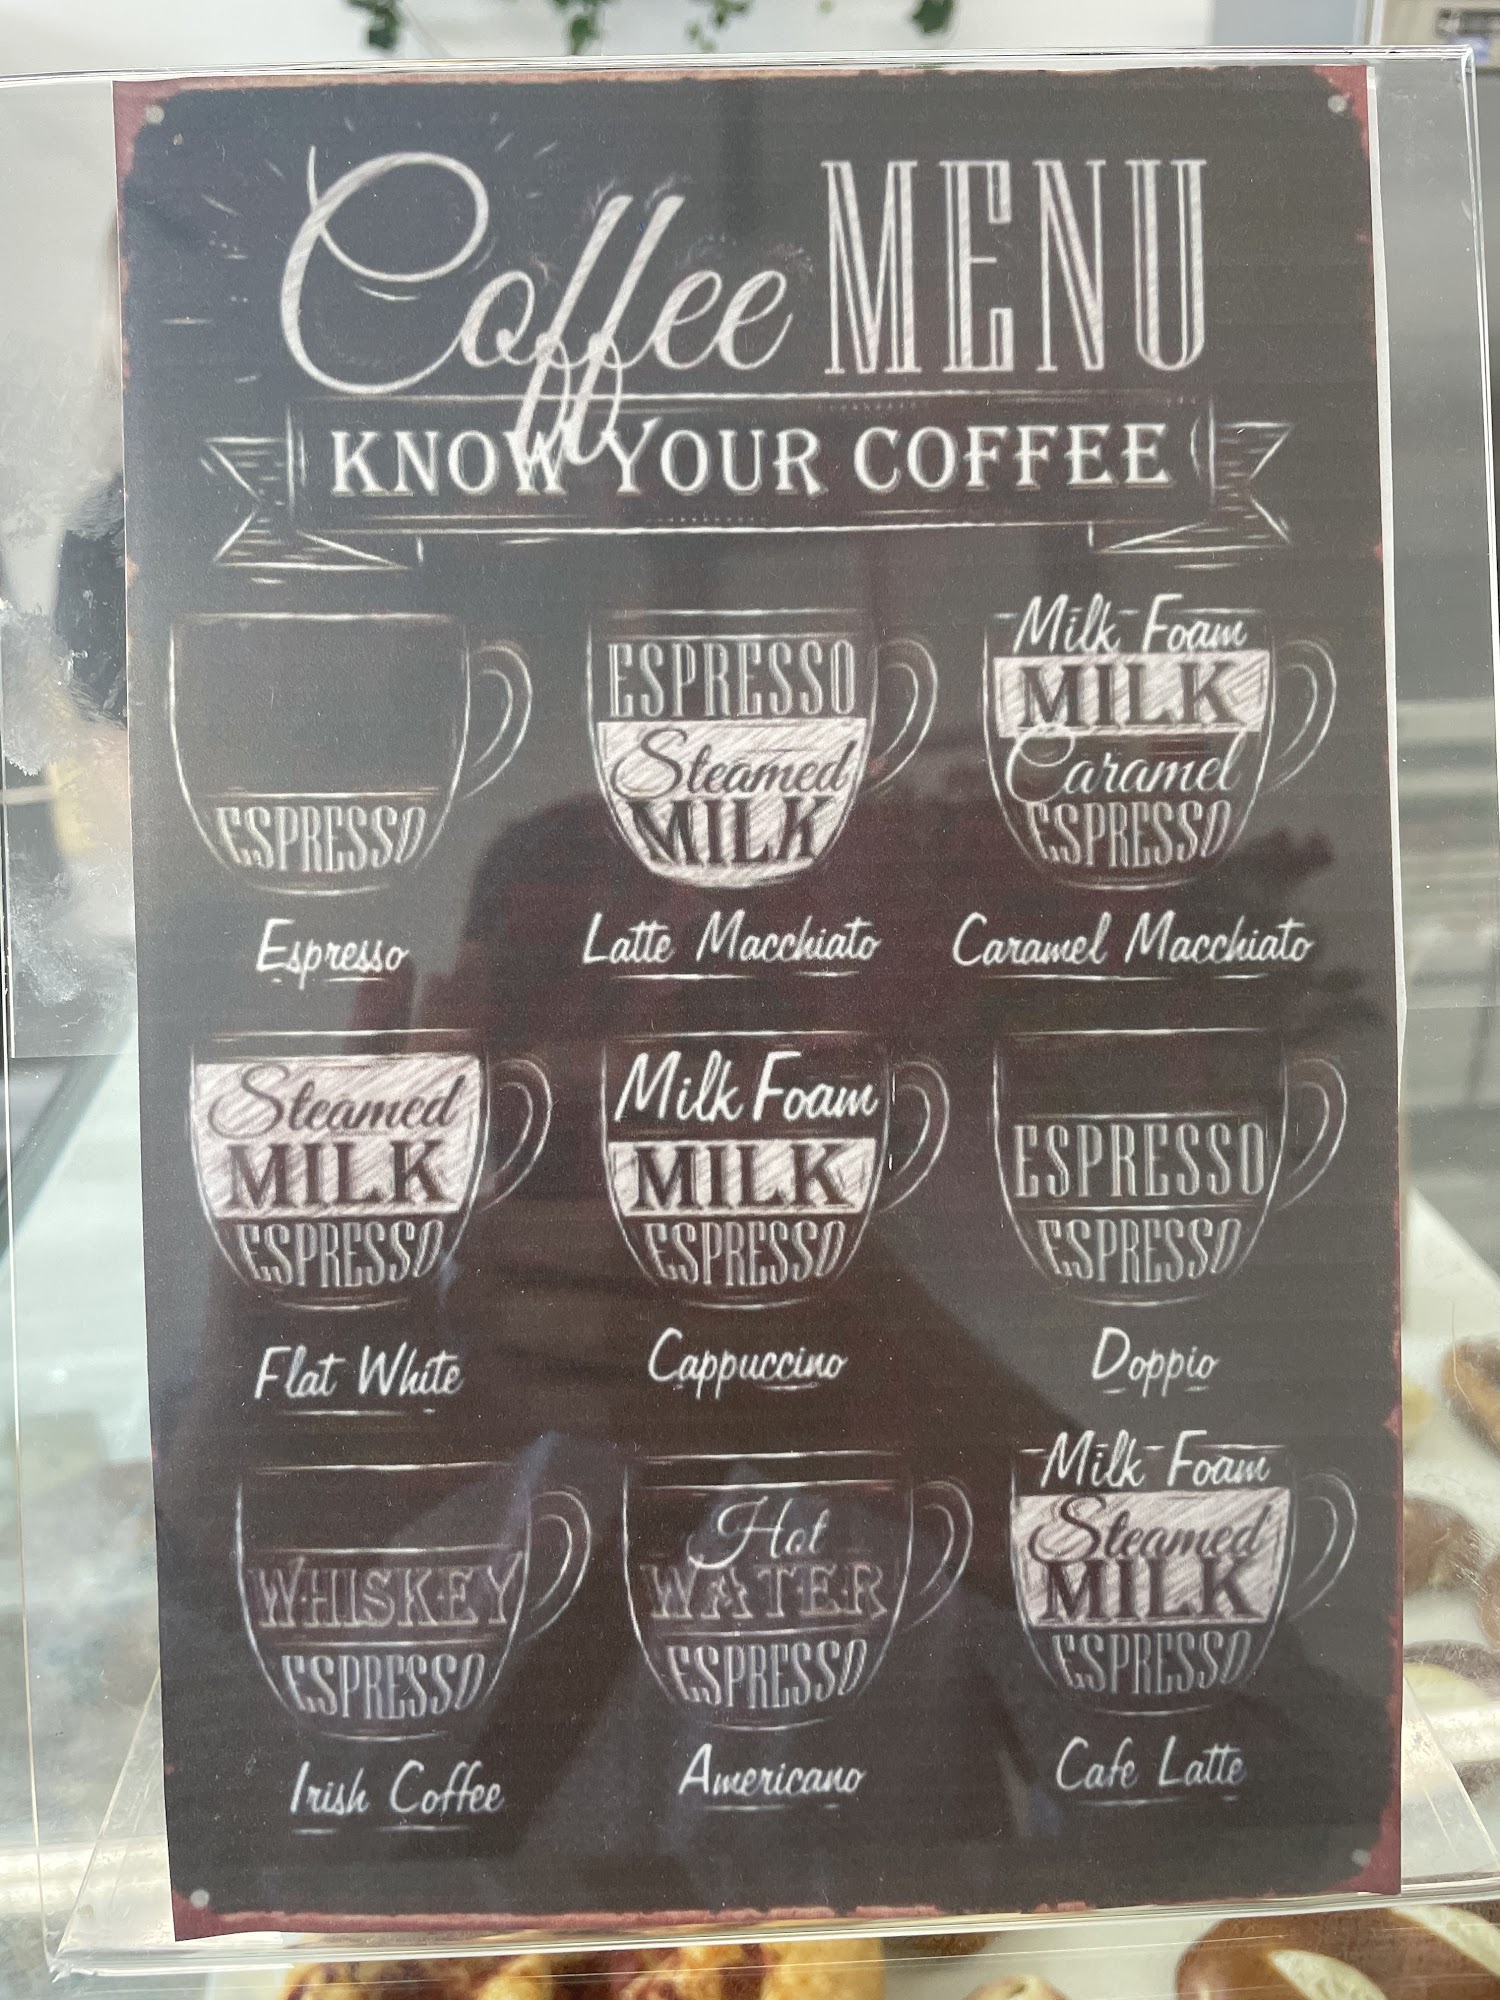 Coffee MENU
KNOW YOUR COFFEE
ESPRESSO
Espresso
ESPRESSO
Steamed
MILK
Latte Macchiato
Milk Foam
MILK
Caramel
ESPRESSO
Caramel Macchiato
Steamed
MILK
ESPRESSO
Flat White
Milk Foam
MILK
ESPRESSO
Cappuccino
ESPRESSO
ESPRESSO
Doppio
WHISKEY
ESPRESSO
Irish Coffee
Hot
WATER
ESPRESSO
Americano
Milk Foam
Steamed
MILK
ESPRESSO
Cafe Latte